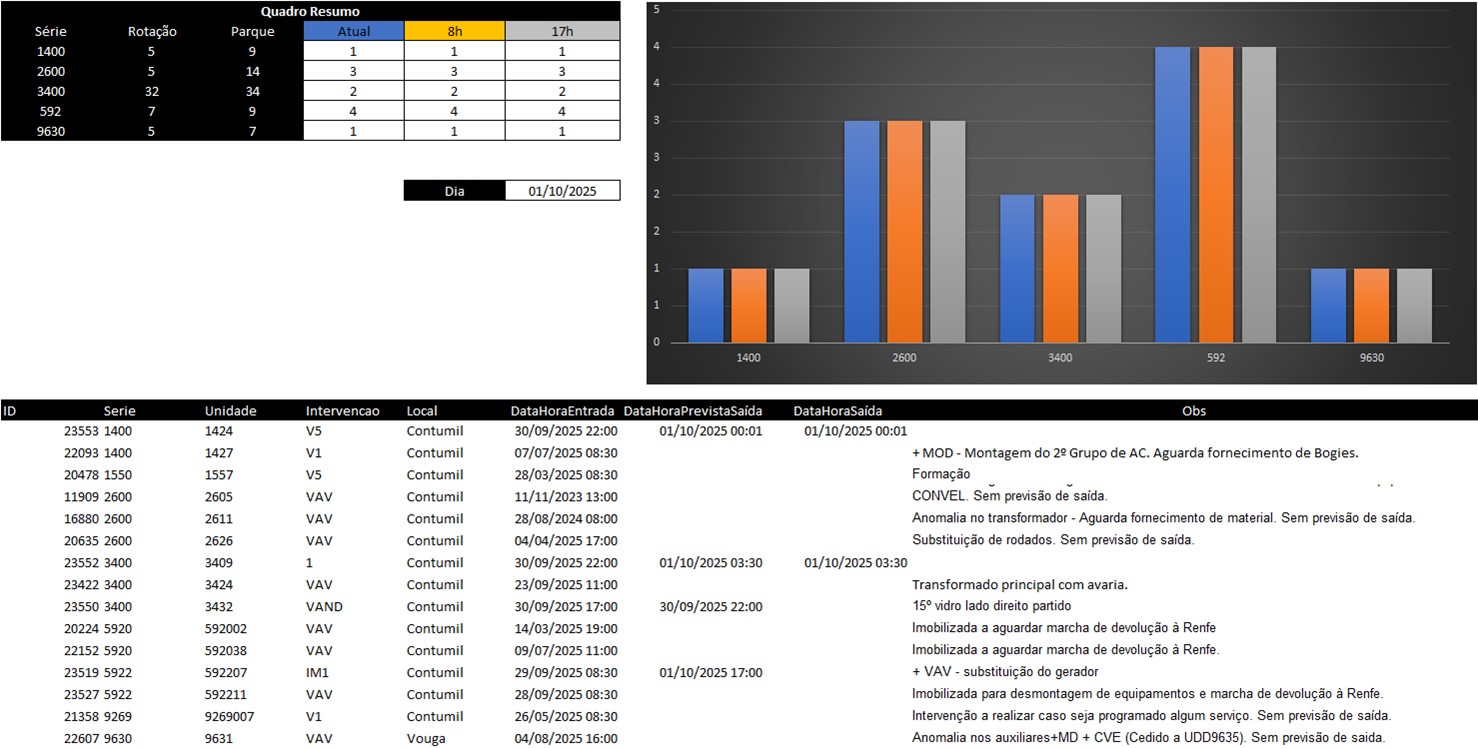 Quadro Resumo
Série Rotação Parque Atual 8h 17h
1400 5 9 1 1 1
2600 5 14 3 3 3
3400 32 34 2 2 2
592 7 9 4 4 4
9630 5 7 1 1 1
Dia 01/10/2025
5
4
4
3
3
2
2
1
1
0
1400 2600 3400 592 9630
ID Serie Unidade Intervencao Local DataHoraEntrada DataHoraPrevistaSaída DataHoraSaída Obs
23553 1400 1424 V5 Contumil 30/09/2025 22:00 01/10/2025 00:01 01/10/2025 00:01
22093 1400 1427 V1 Contumil 07/07/2025 08:30 + MOD - Montagem do 2º Grupo de AC. Aguarda fornecimento de Bogies.
20478 1550 1557 V5 Contumil 28/03/2025 08:30 Formação
11909 2600 2605 VAV Contumil 11/11/2023 13:00 CONVEL. Sem previsão de saída.
16880 2600 2611 VAV Contumil 28/08/2024 08:00 Anomalia no transformador - Aguarda fornecimento de material. Sem previsão de saída.
20635 2600 2626 VAV Contumil 04/04/2025 17:00 Substituição de rodados. Sem previsão de saída.
23552 3400 3409 1 Contumil 30/09/2025 22:00 01/10/2025 03:30 01/10/2025 03:30
23422 3400 3424 VAV Contumil 23/09/2025 11:00 Transformado principal com avaria.
23550 3400 3432 VAND Contumil 30/09/2025 17:00 30/09/2025 22:00 15º vidro lado direito partido
20224 5920 592002 VAV Contumil 14/03/2025 19:00 Imobilizada a aguardar marcha de devolução à Renfe
22152 5920 592038 VAV Contumil 09/07/2025 11:00 Imobilizada a aguardar marcha de devolução à Renfe.
23519 5922 592207 IM1 Contumil 29/09/2025 08:30 01/10/2025 17:00 + VAV - substituição do gerador
23527 5922 592211 VAV Contumil 28/09/2025 08:30 Imobilizada para desmontagem de equipamentos e marcha de devolução à Renfe.
21358 9269 9269007 V1 Contumil 26/05/2025 08:30 Intervenção a realizar caso seja programado algum serviço. Sem previsão de saída.
22607 9630 9631 VAV Vouga 04/08/2025 16:00 Anomalia nos auxiliares+MD + CVE (Cedido a UDD9635). Sem previsão de saida.